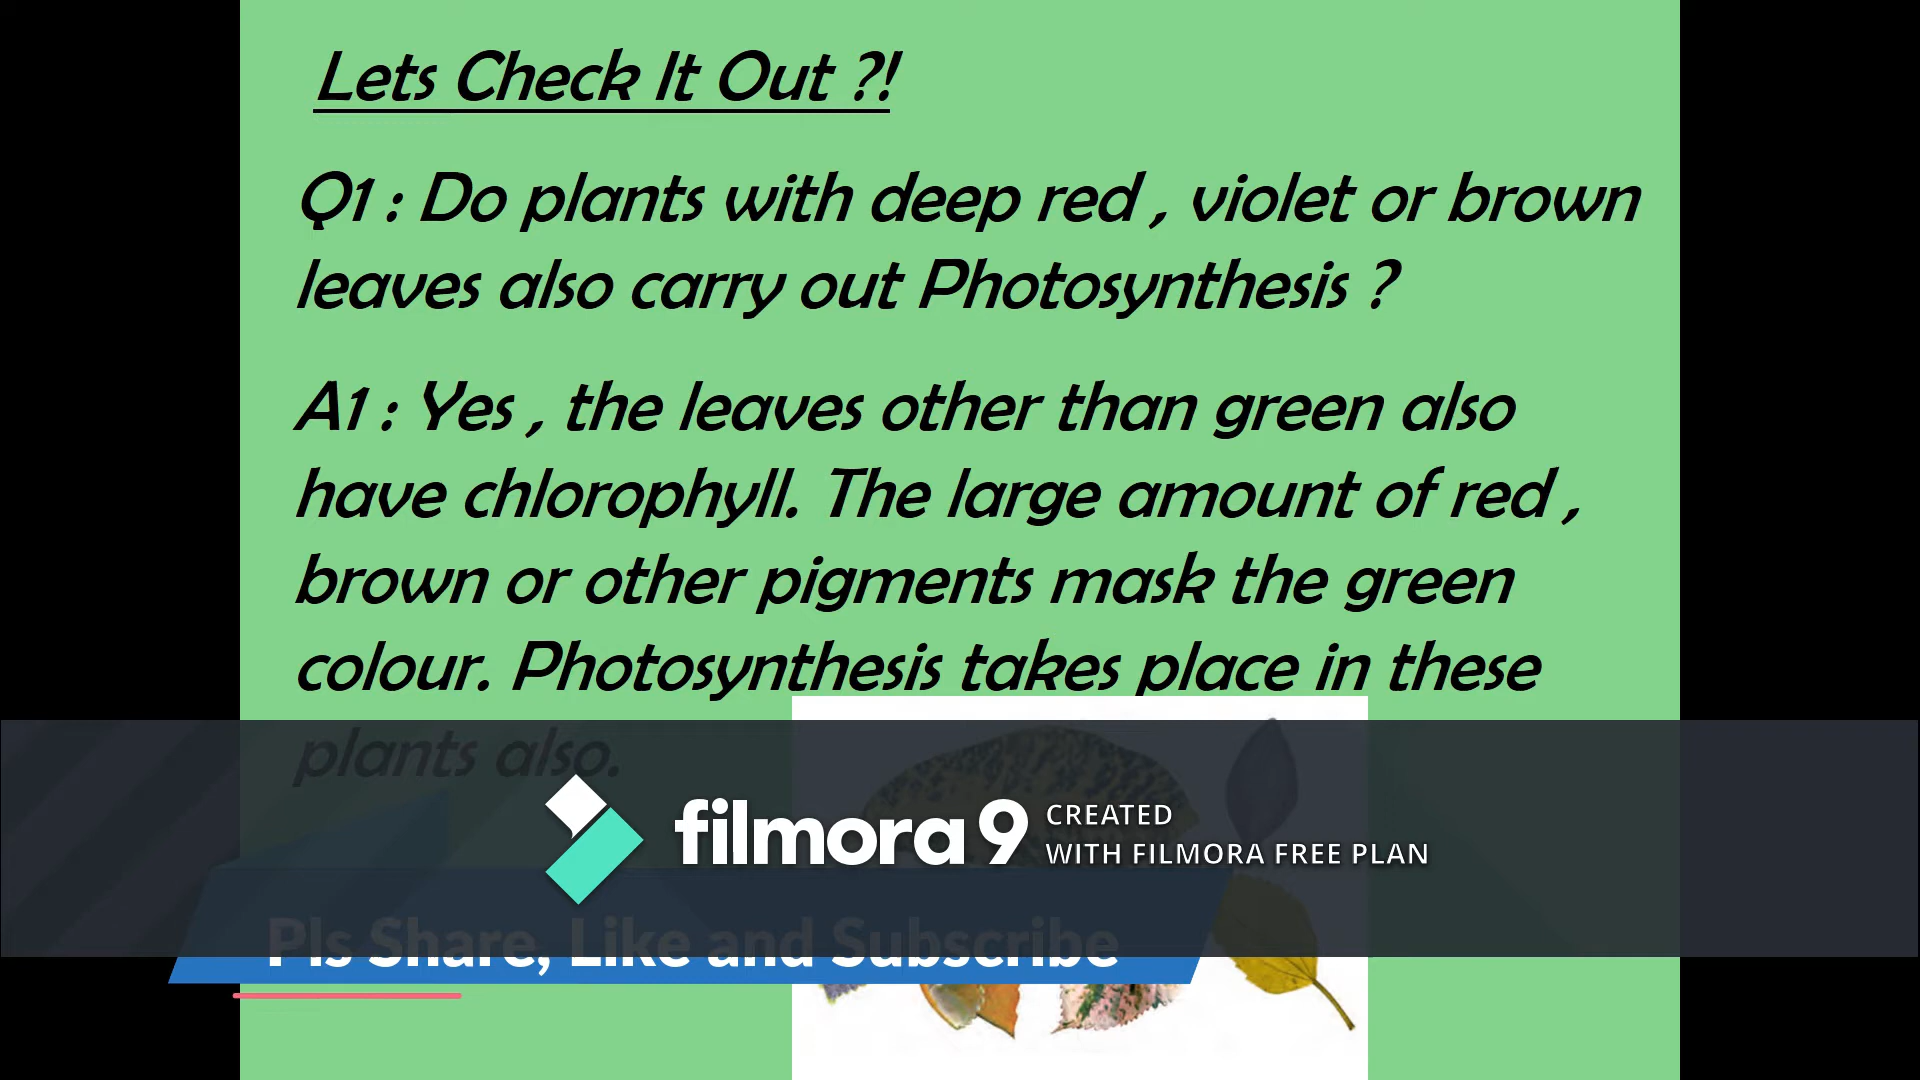 Lets Check It Out ?!
Q1 : Do plants with deep red , violet or brown
leaves also carry out Photosynthesis ?
A1 : Yes , the leaves other than green also
have chlorophyll. The large amount of red ,
brown or other pigments mask the green
colour. Photosynthesis takes place in these
plants also.
filmora9
CREATED
WITH FILMORA FREE PLAN
Pls Share, Like and Subscribe